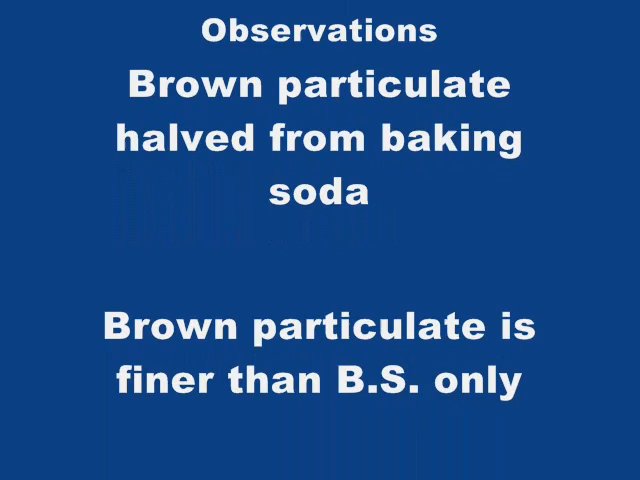 Observations
Brown particulate
halved from baking
soda
Brown particulate is
finer than B.S. only